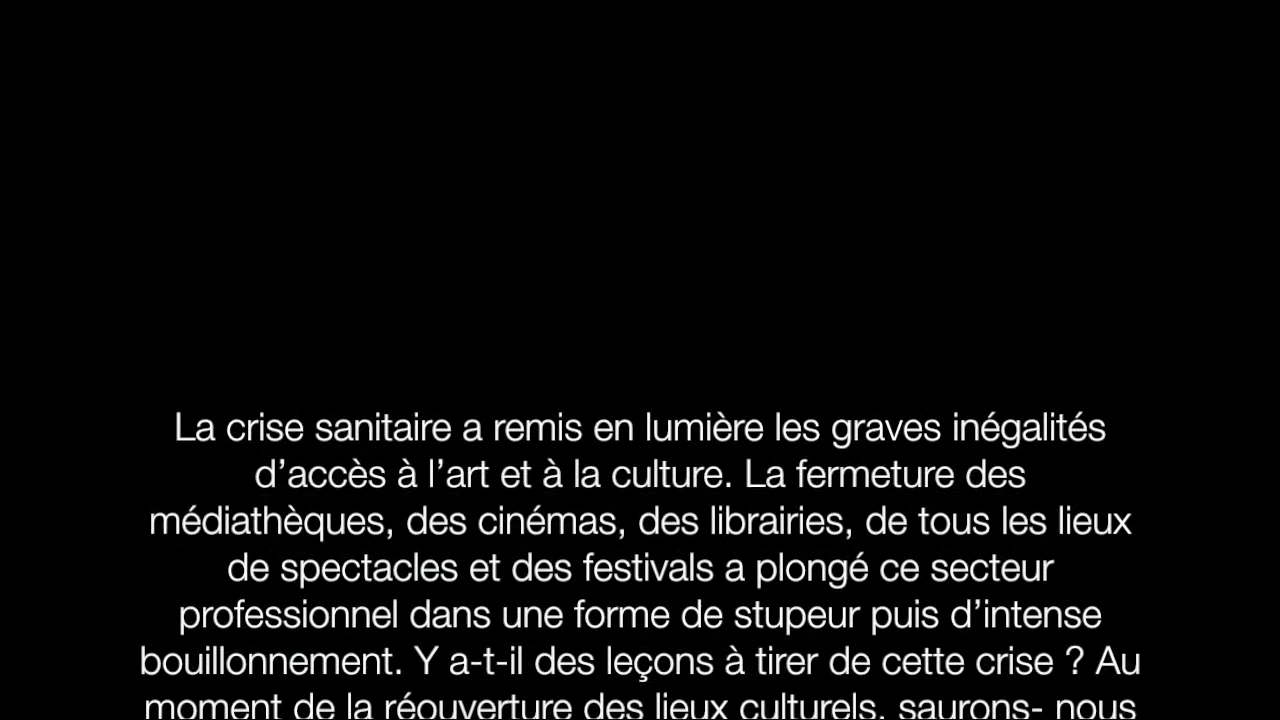 La crise sanitaire a remis en lumière les graves inégalités
d’accès à l’art et à la culture. La fermeture des
médiathèques, des cinémas, des librairies, de tous les lieux
de spectacles et des festivals a plongé ce secteur
professionnel dans une forme de stupeur puis d’intense
bouillonnement. Y a-t-il des leçons à tirer de cette crise ? Au
moment de la réouverture des lieux culturels, saurons- nous